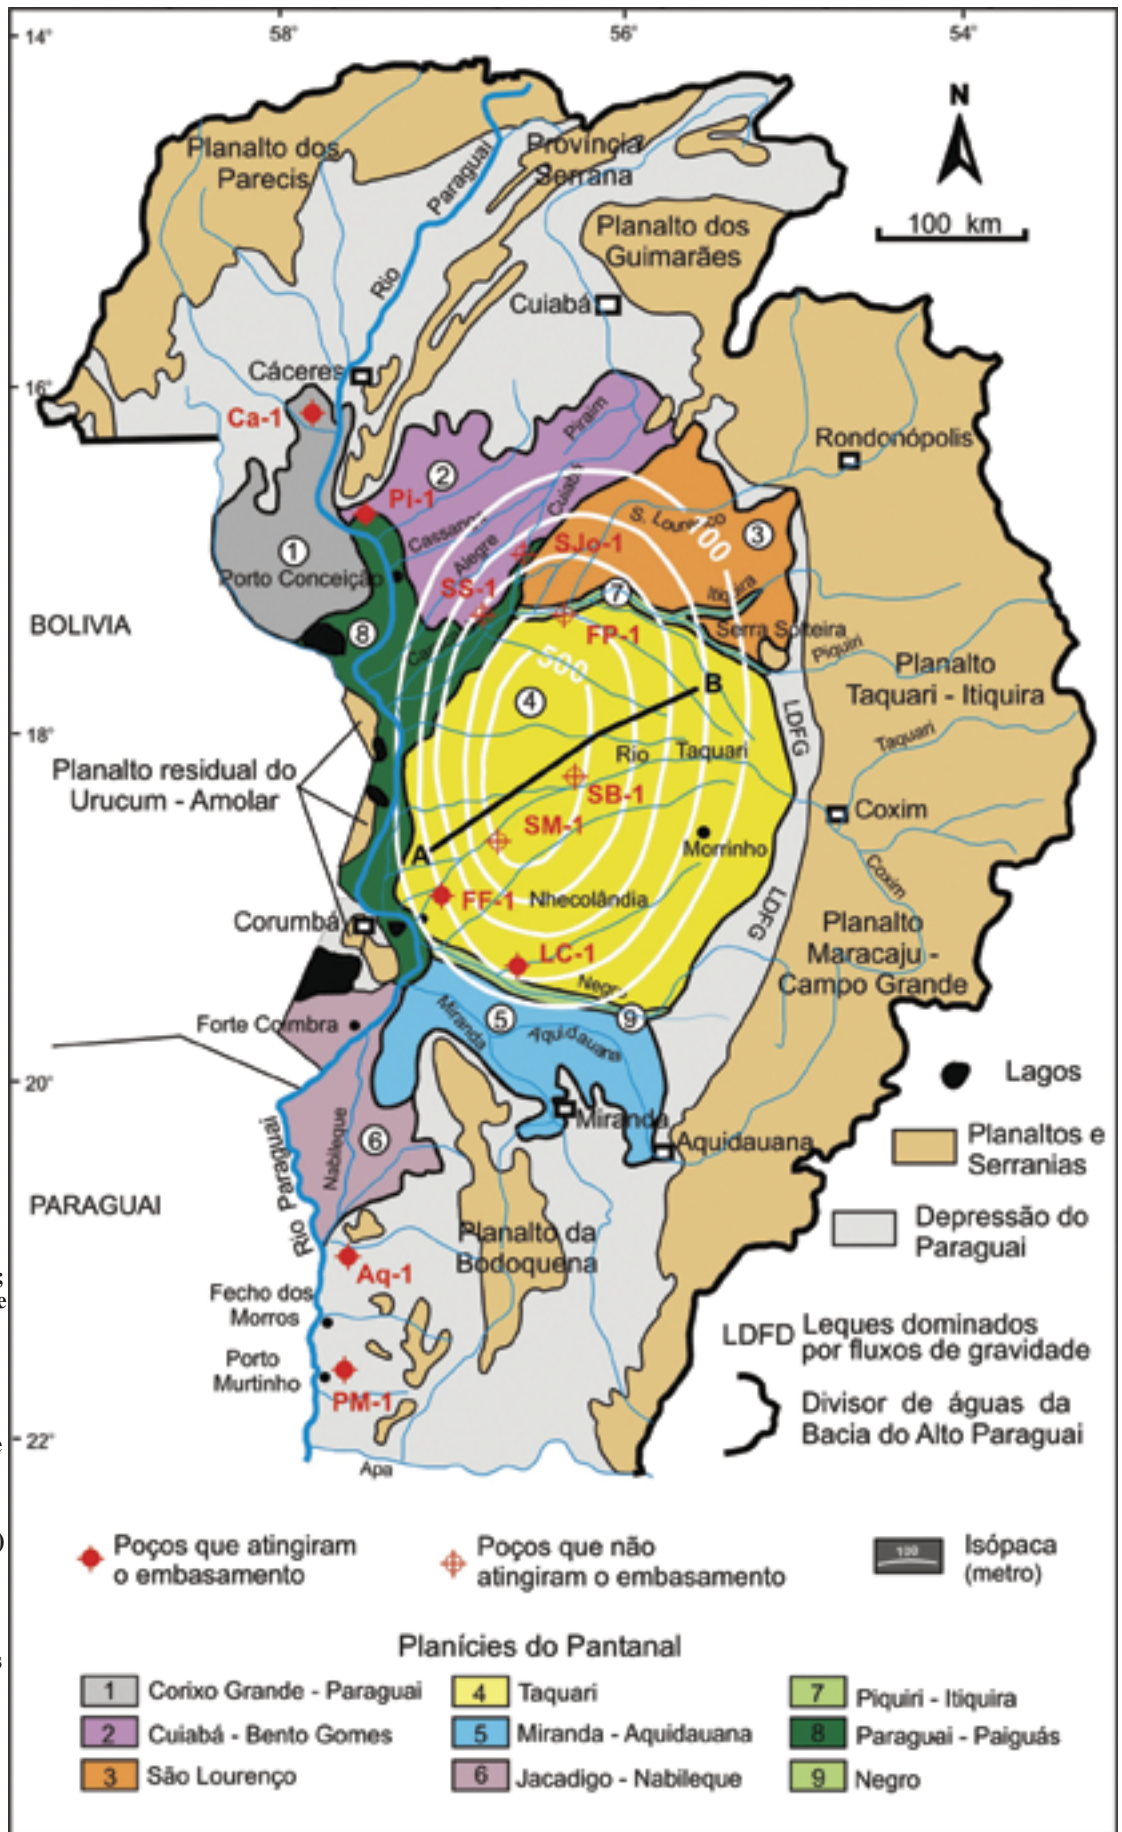 58°
56°
54°
14°
N
Planalto dos
Parecis
Província
Serrana
Rio
Paraguai
Planalto dos
Guimarães
100 km
Cuiabá
16°
Cáceres
Ca-1
Piraim
Rondonópolis
2
Pi-1
Cuiabá
Cassange
S. Lourenço
100
3
1
Alegre
SJo-1
Porto Conceição
SS-1
7
Itiquira
BOLIVIA
8
FP-1
Serra Solteira
Piquiri
500
Planalto
Taquari - Itiquira
4
B
LDFG
18°
Rio
Taquari
Taquari
Planalto residual do
Urucum - Amolar
SB-1
Coxim
SM-1
A
Morrinho
Coxim
FF-1
Nhecolândia
LDFG
Corumbá
Planalto
Maracaju -
Campo Grande
LC-1
Negro
Forte Coimbra
Miranda
5
Aquidauana
9
20°
Lagos
Miranda
Nabileque
6
Aquidauana
Planaltos e
Serranias
Rio Paraguai
PARAGUAI
Depressão do
Paraguai
Planalto da
Bodoquena
Aq-1
Fecho dos
Morros
LDFD Leques dominados
por fluxos de gravidade
Porto
Murtinho
PM-1
Divisor de águas da
Bacia do Alto Paraguai
22°
Apa
Poços que atingiram
o embasamento
Poços que não
atingiram o embasamento
100
Isópaca
(metro)
Planícies do Pantanal
1 Corixo Grande - Paraguai
4 Taquari
7 Piquiri - Itiquira
2 Cuiabá - Bento Gomes
5 Miranda - Aquidauana
8 Paraguai - Paiguás
3 São Lourenço
6 Jacadigo - Nabileque
9 Negro